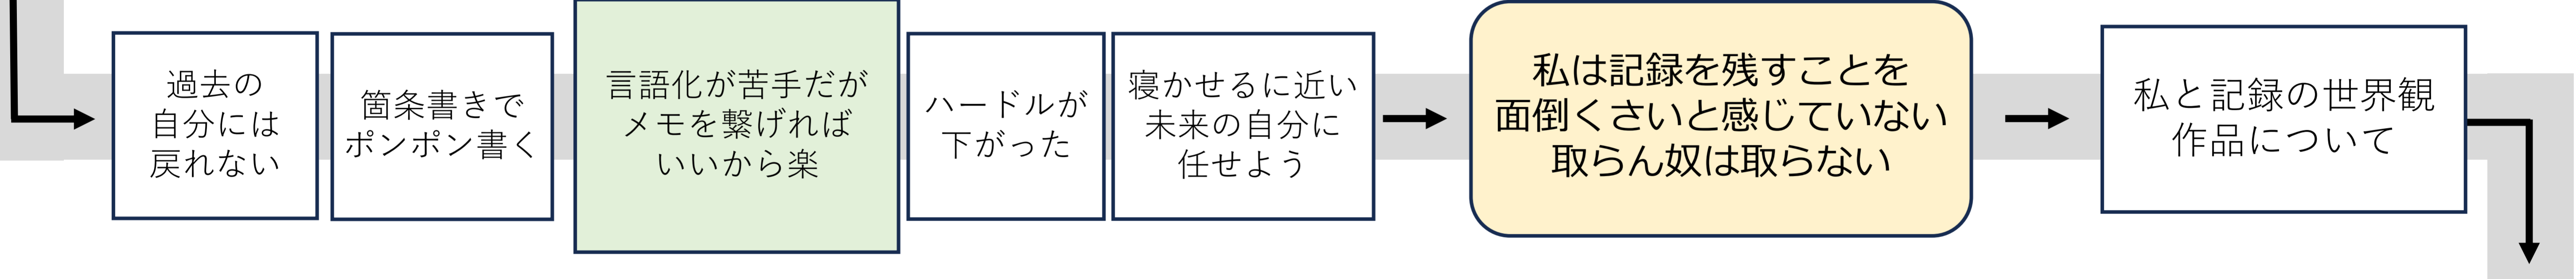 過去の
自分には
戻れない
箇条書きで
ポンポン書く
言語化が苦手だが
メモを繋げれば
いいから楽
ハードルが
下がった
寝かせるに近い
未来の自分に
任せよう
私は記録を残すことを
面倒くさいと感じていない
取らん奴は取らない
私と記録の世界観
作品について